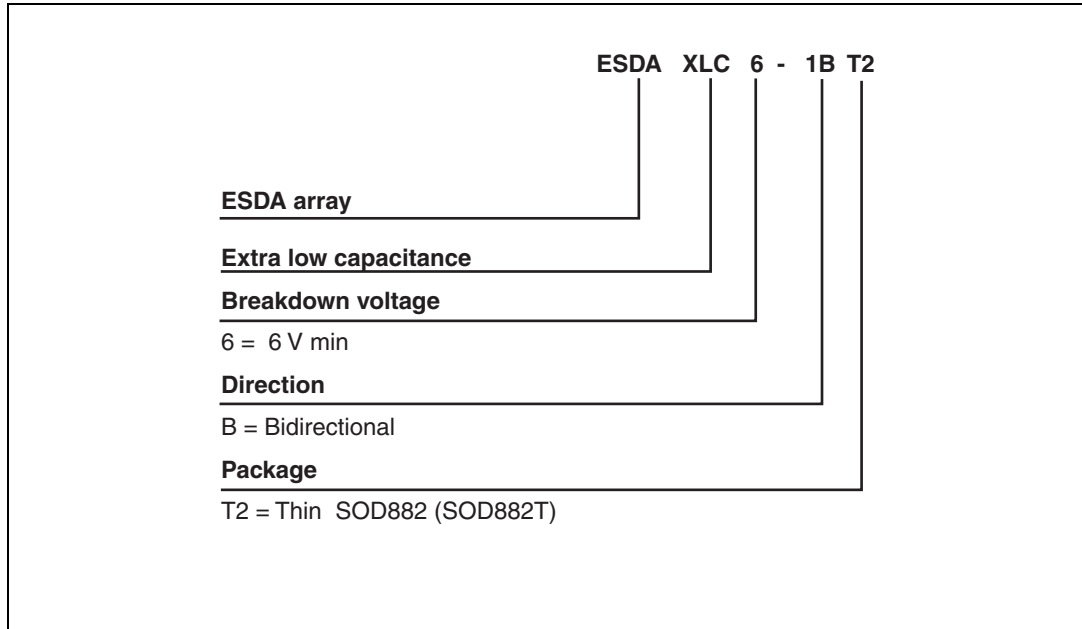 ESDA XLC 6 - 1B T2
ESDA array
Extra low capacitance
Breakdown voltage
6 = 6 V min
Direction
B = Bidirectional
Package
T2 = Thin SOD882 (SOD882T)